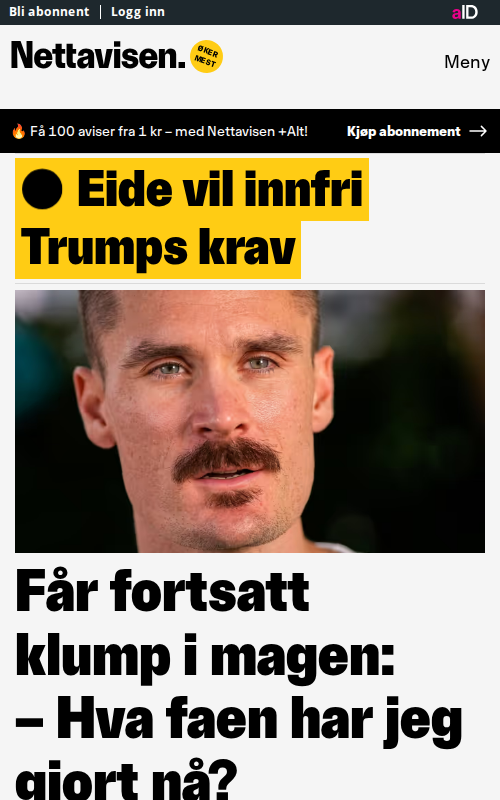 Bli abonnent | Logg inn
aID
Nettavisen.
ØKER
MEST
Meny
Få 100 aviser fra 1 kr – med Nettavisen +Alt!
Kjøp abonnement
Eide vil innfri
Trumps krav
Får fortsatt
klump i magen:
– Hva faen har jeg
gjort nå?